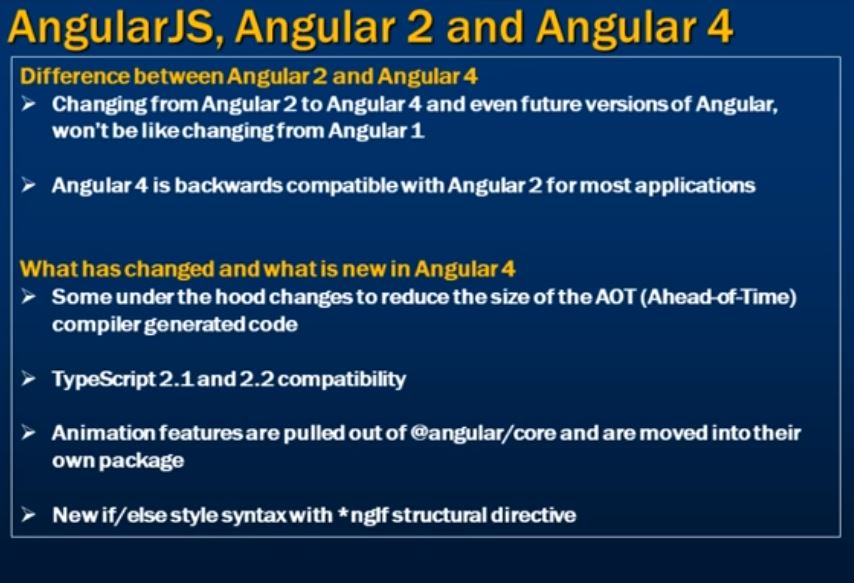 AngularJS, Angular 2 and Angular 4
Difference between Angular 2 and Angular 4
➢ Changing from Angular 2 to Angular 4 and even future versions of Angular,
won't be like changing from Angular 1
➢ Angular 4 is backwards compatible with Angular 2 for most applications
What has changed and what is new in Angular 4
➢ Some under the hood changes to reduce the size of the AOT (Ahead-of-Time)
compiler generated code
➢ TypeScript 2.1 and 2.2 compatibility
➢ Animation features are pulled out of @angular/core and are moved into their
own package
➢ New if/else style syntax with *ngIf structural directive